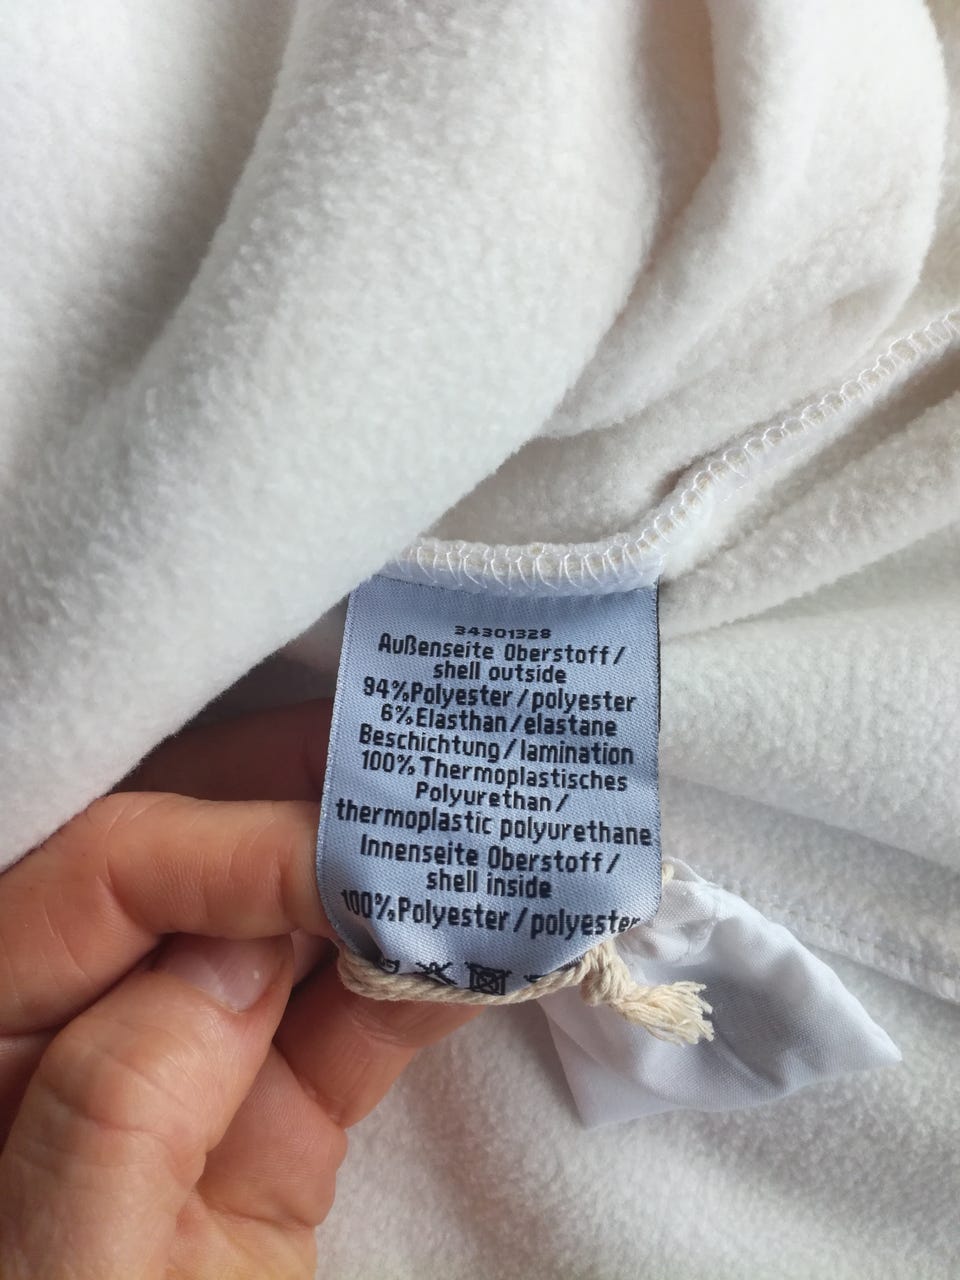 34301328
Außenseite Oberstoff/
shell outside
94%Polyester/polyester
6%Elasthan/elastane
Beschichtung/lamination
100%Thermoplastisches
Polyurethan/
thermoplastic polyurethane
Innenseite Oberstoff/
shell inside
100%Polyester/polyester